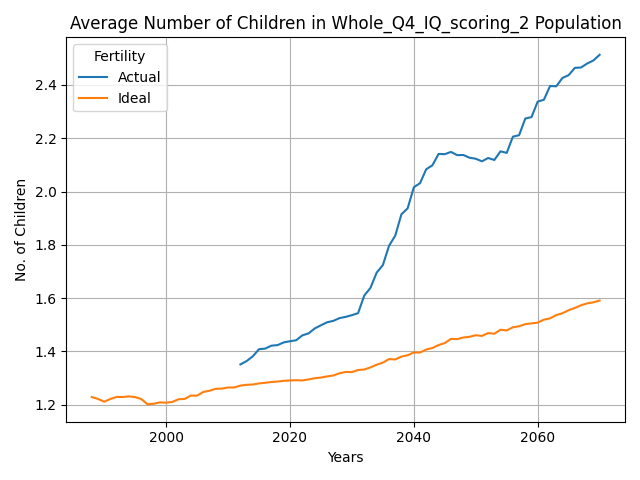 Average Number of Children in Whole_Q4_IQ_scoring_2 Population
Fertility
Actual
Ideal
No. of Children
2.4
2.2
2.0
1.8
1.6
1.4
1.2
2000 2020 2040 2060
Years